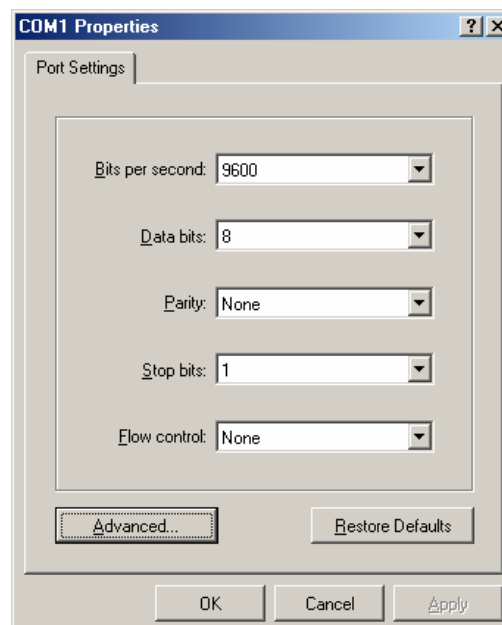 COM1 Properties
Port Settings
Bits per second: 9600
Data bits: 8
Parity: None
Stop bits: 1
Flow control: None
Advanced... Restore Defaults
OK Cancel Apply